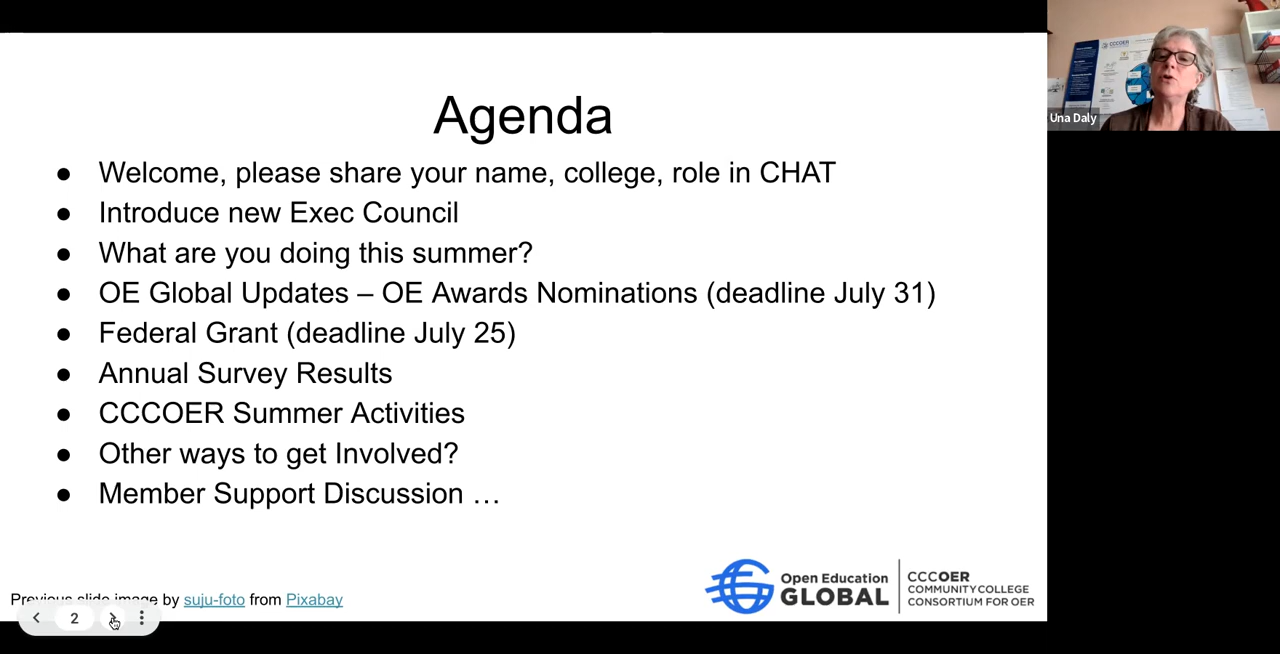 Agenda
● Welcome, please share your name, college, role in CHAT
● Introduce new Exec Council
● What are you doing this summer?
● OE Global Updates – OE Awards Nominations (deadline July 31)
● Federal Grant (deadline July 25)
● Annual Survey Results
● CCCOER Summer Activities
● Other ways to get Involved?
● Member Support Discussion …
Previous slide image by suju-foto from Pixabay
2
Open Education
GLOBAL
CCCOER
COMMUNITY COLLEGE
CONSORTIUM FOR OER
CCCOER
Una Daly